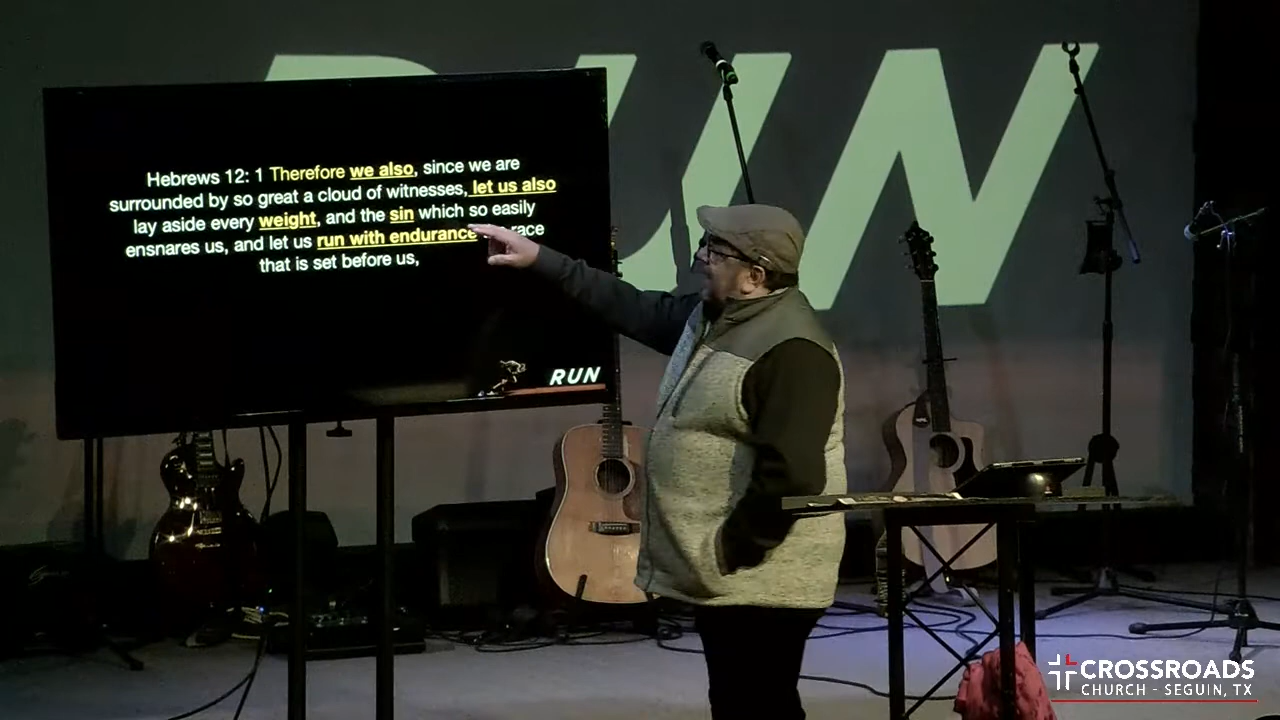 RUN
Hebrews 12: 1 Therefore we also, since we are
surrounded by so great a cloud of witnesses, let us also
lay aside every weight, and the sin which so easily
ensnares us, and let us run with endurance race
that is set before us,
RUN
CROSSROADS
CHURCH - SEGUIN, TX